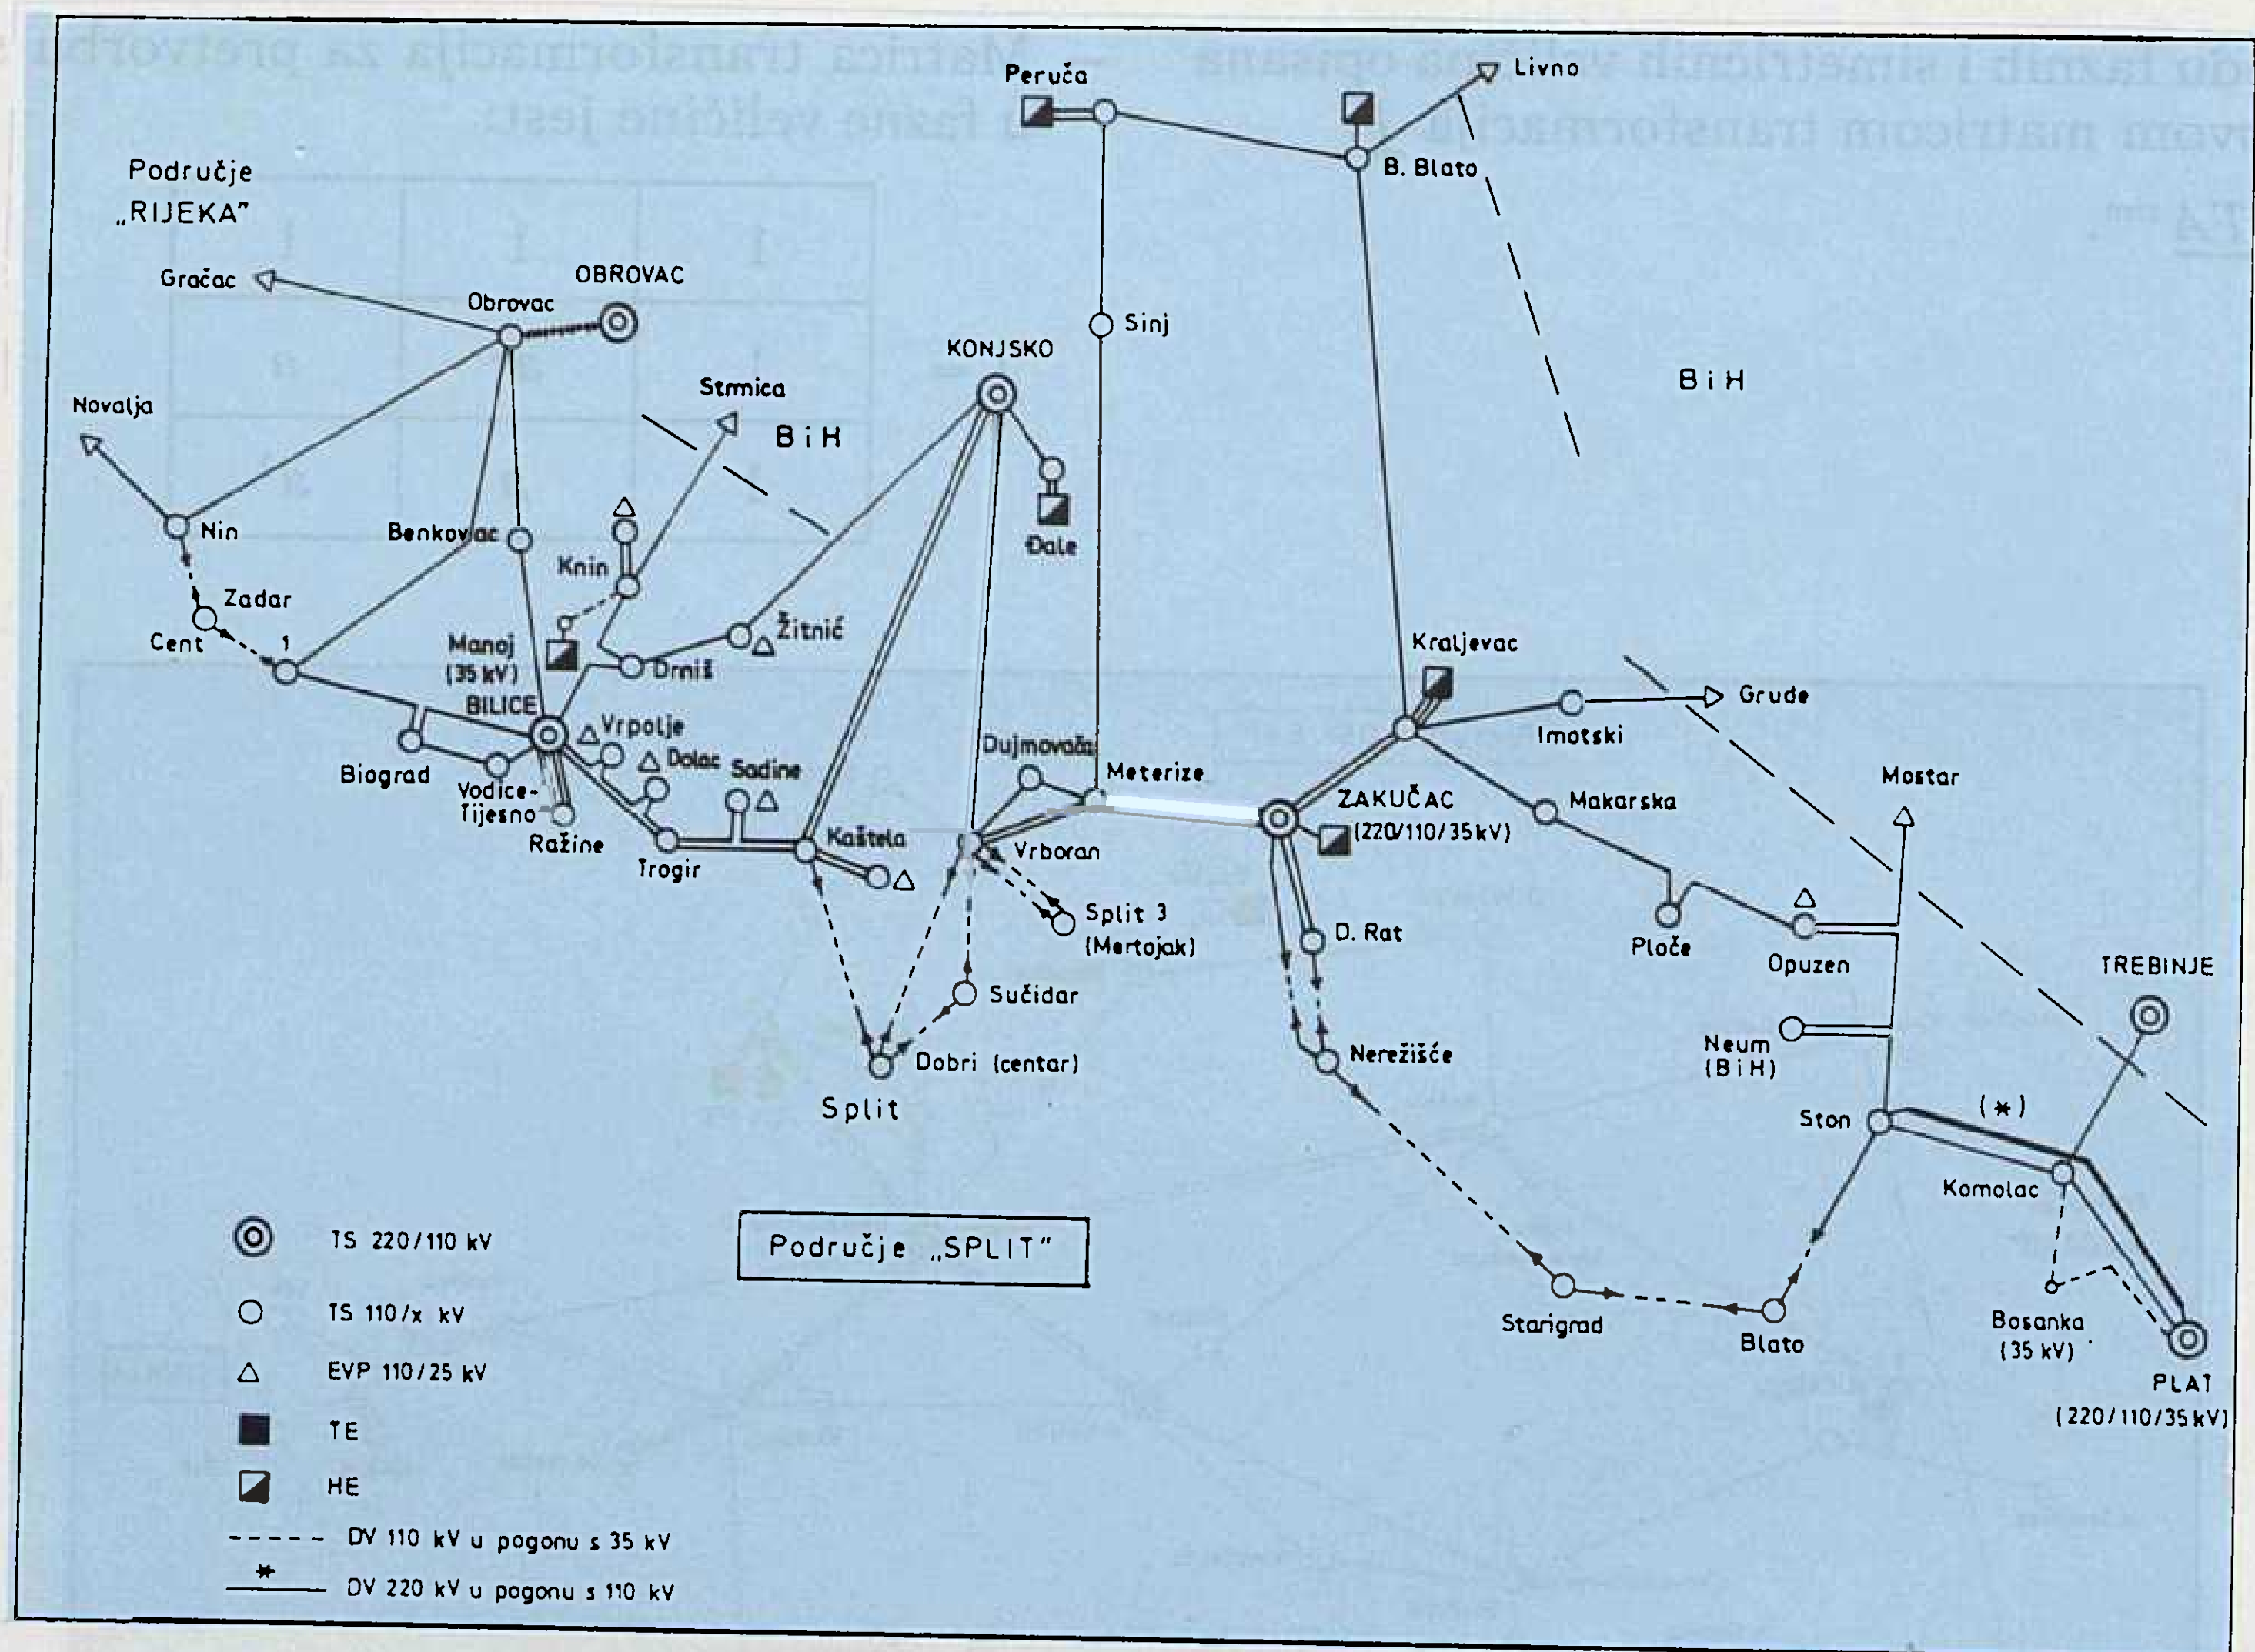 Peruča
Livno
B. Blato
Područje
„RIJEKA”
Gračac
Obrovac
OBROVAC
Sinj
KONJSKO
BiH
Strmica
Novalja
BiH
Nin
Benkovac
Knin
Đale
Zadar
Cent
1
Manoj
(35 kV)
Žitnić
Drniš
Kraljevac
BILICE
Vrpolje
Grude
Imotski
Dolac
Sadine
Dujmovača
Meterize
Mostar
Biograd
Vodice-
Tijesno
Ražine
Trogir
Kaštela
Vrboran
ZAKUČAC
(220/110/35kV)
Makarska
Split 3
(Mertojak)
D. Rat
Ploče
Opuzen
TREBINJE
Sučidar
Dobri (centar)
Split
Nerežišće
Neum
(BiH)
Ston
(*)
Komolac
Starigrad
Blato
Bosanka
(35 kV)
PLAT
(220/110/35kV)
Područje „SPLIT”
TS 220/110 kV
TS 110/x kV
EVP 110/25 kV
TE
HE
DV 110 kV u pogonu s 35 kV
* DV 220 kV u pogonu s 110 kV